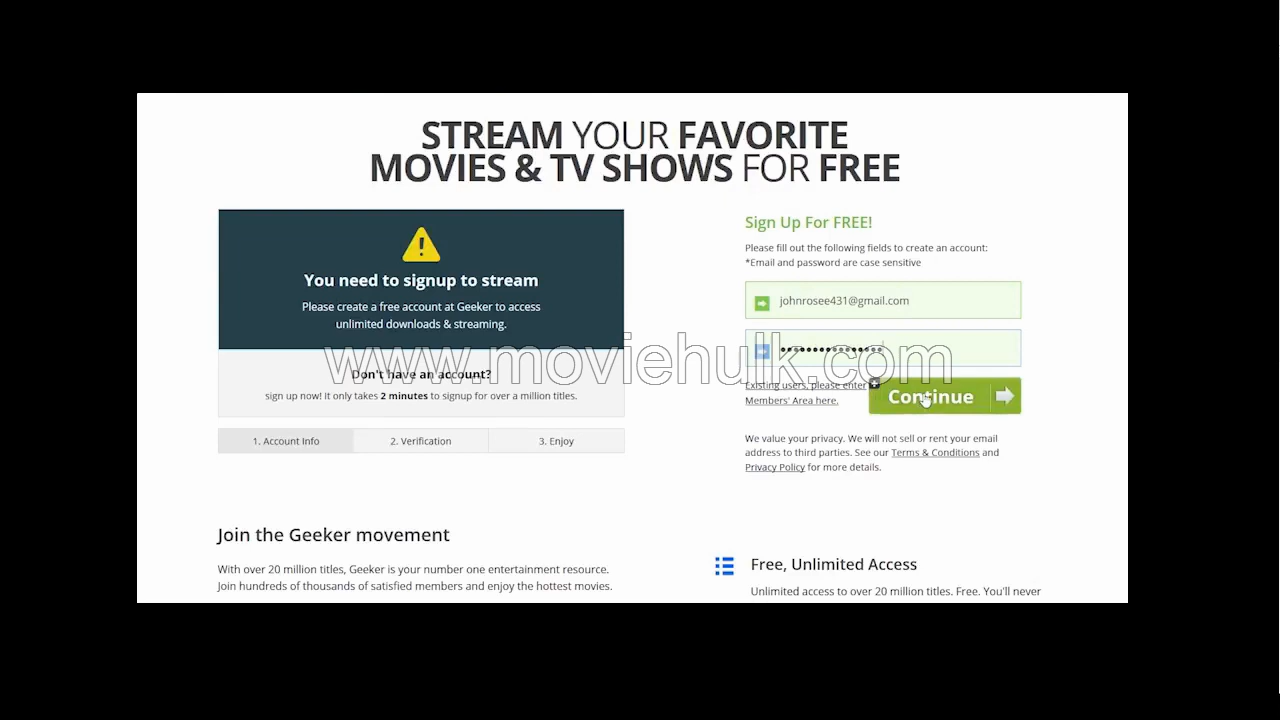 STREAM YOUR FAVORITE
MOVIES & TV SHOWS FOR FREE
You need to signup to stream
Please create a free account at Geeker to access
unlimited downloads & streaming.
Don't have an account?
sign up now! It only takes 2 minutes to signup for over a million titles.
1. Account Info
2. Verification
3. Enjoy
Sign Up For FREE!
Please fill out the following fields to create an account:
*Email and password are case sensitive
johnrosee431@gmail.com
www.moviehulk.com
Existing users, please enter
Members' Area here.
Continue
We value your privacy. We will not sell or rent your email
address to third parties. See our Terms & Conditions and
Privacy Policy for more details.
Join the Geeker movement
With over 20 million titles, Geeker is your number one entertainment resource.
Join hundreds of thousands of satisfied members and enjoy the hottest movies.
Free, Unlimited Access
Unlimited access to over 20 million titles. Free. You'll never